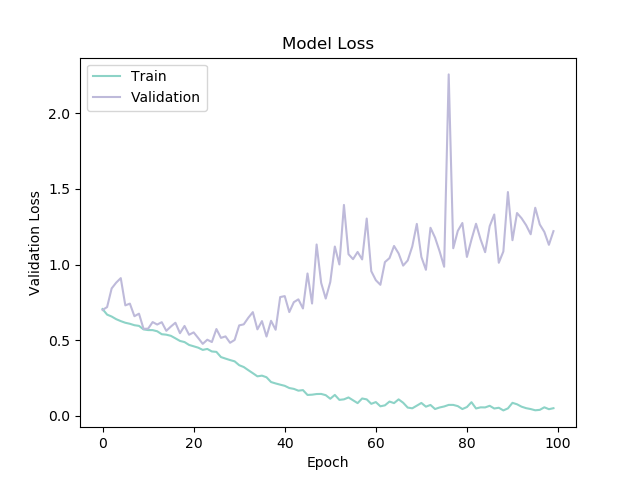 Model Loss
Train
Validation
2.0
1.5
1.0
0.5
0.0
Validation Loss
0 20 40 60 80 100
Epoch